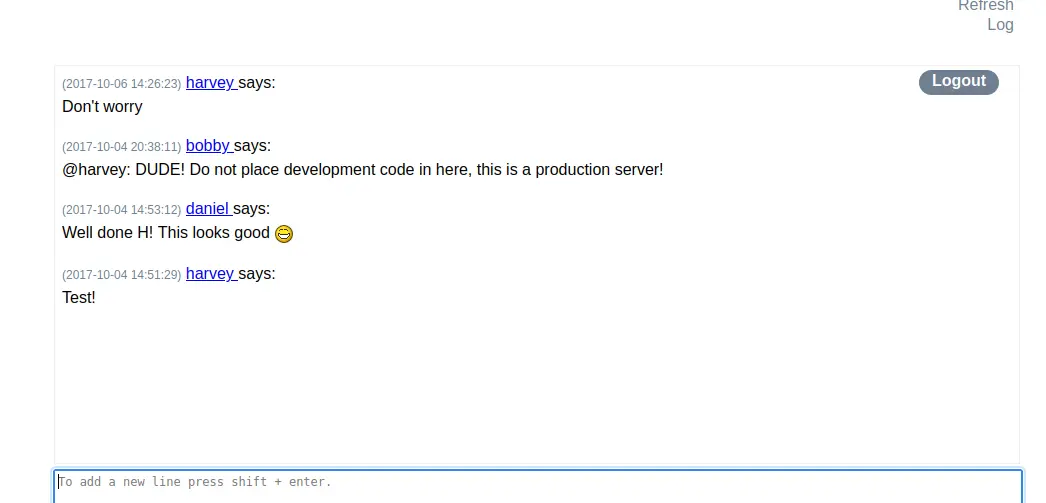 Refresh
Log
Logout
(2017-10-06 14:26:23) harvey says:
Don't worry
(2017-10-04 20:38:11) bobby says:
@harvey: DUDE! Do not place development code in here, this is a production server!
(2017-10-04 14:53:12) daniel says:
Well done H! This looks good
(2017-10-04 14:51:29) harvey says:
Test!
To add a new line press shift + enter.